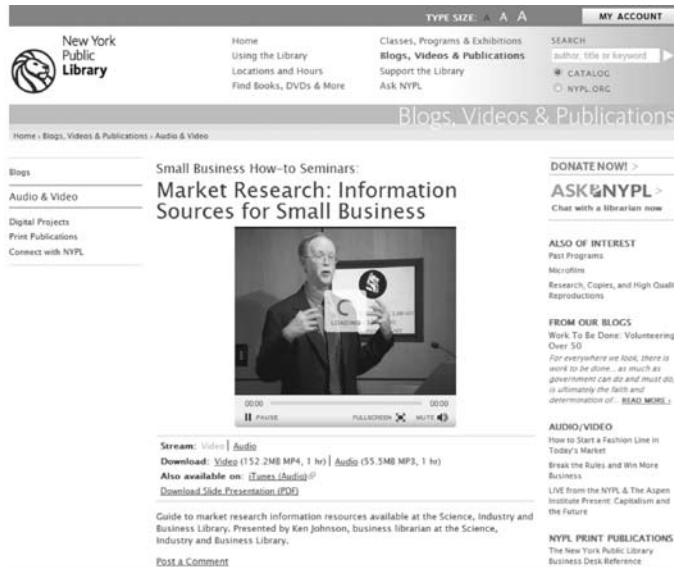 TYPE SIZE: A A A
MY ACCOUNT
New York
Public
Library
Home
Using the Library
Locations and Hours
Find Books, DVDs & More
Classes, Programs & Exhibitions
Blogs, Videos & Publications
Support the Library
Ask NYPL
SEARCH
author, title or keyword
CATALOG
NYPL.ORG
Blogs, Videos & Publications
Home › Blogs, Videos & Publications › Audio & Video
Blogs
Audio & Video
Digital Projects
Print Publications
Connect with NYPL
Small Business How-to Seminars:
Market Research: Information
Sources for Small Business
LOADING
00:00
00:00
PAUSE
FULLSCREEN
MUTE
Stream: Video | Audio
Download: Video (152.2MB MP4, 1 hr) | Audio (55.5MB MP3, 1 hr)
Also available on: iTunes (Audio)
Download Slide Presentation (PDF)
Guide to market research information resources available at the Science, Industry and
Business Library. Presented by Ken Johnson, business librarian at the Science,
Industry and Business Library.
Post a Comment
DONATE NOW! >
ASK NYPL >
Chat with a librarian now
ALSO OF INTEREST
Past Programs
Microfilm
Research, Copies, and High Quali
Reproductions
FROM OUR BLOGS
Work To Be Done: Volunteering
Over 50
For everywhere we look, there is
work to be done... as much as
government can do and must do,
is ultimately the faith and
determination of... READ MORE ›
AUDIO/VIDEO
How to Start a Fashion Line in
Today's Market
Break the Rules and Win More
Business
LIVE from the NYPL & The Aspen
Institute Present: Capitalism and
the Future
NYPL PRINT PUBLICATIONS
The New York Public Library
Business Desk Reference